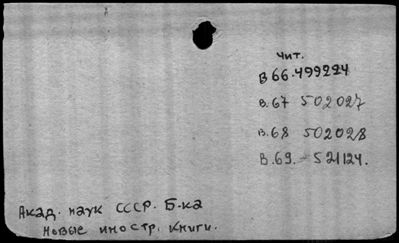 чит.
В 66.499224
В.67 502027
В.68 502028
В.69.-521124.
Акад. наук СССР. Б-ка
Новые иностр. книги.